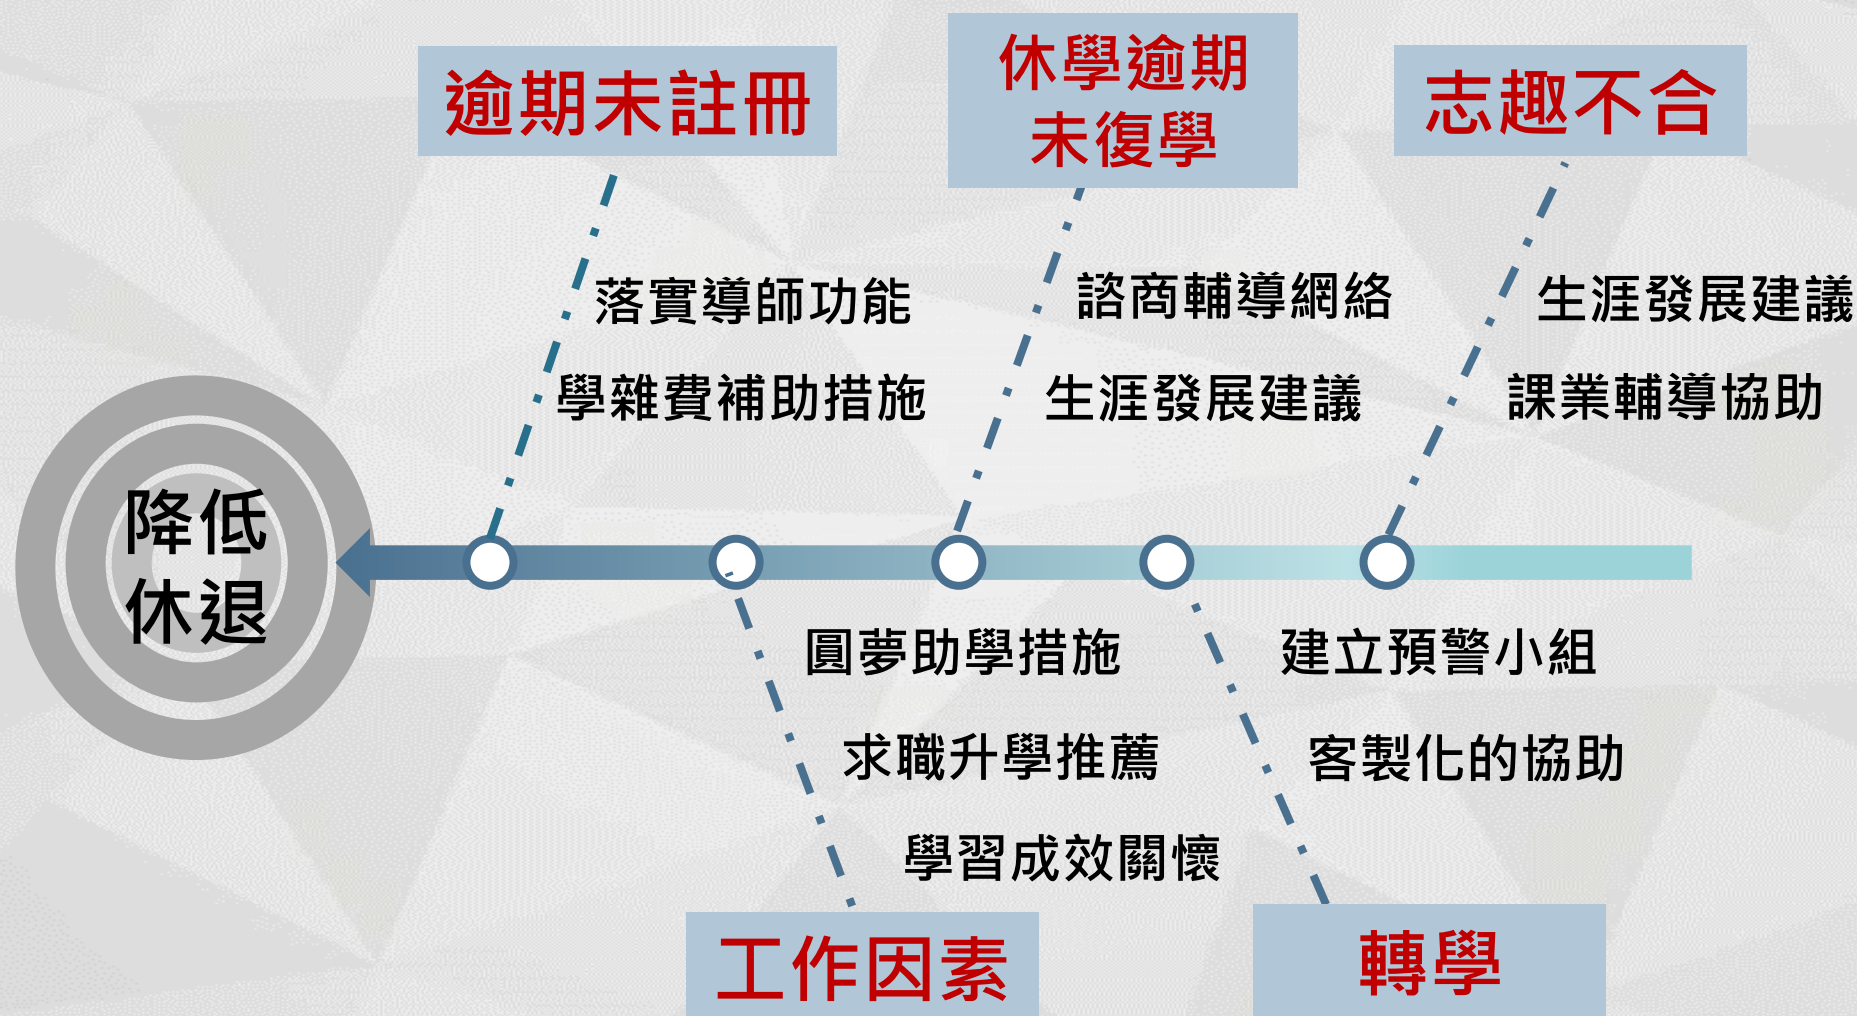 逾期未註冊
休學逾期
未復學
志趣不合
落實導師功能
學雜費補助措施
諮商輔導網絡
生涯發展建議
生涯發展建議
課業輔導協助
降低
休退
圓夢助學措施
求職升學推薦
學習成效關懷
建立預警小組
客製化的協助
工作因素
轉學